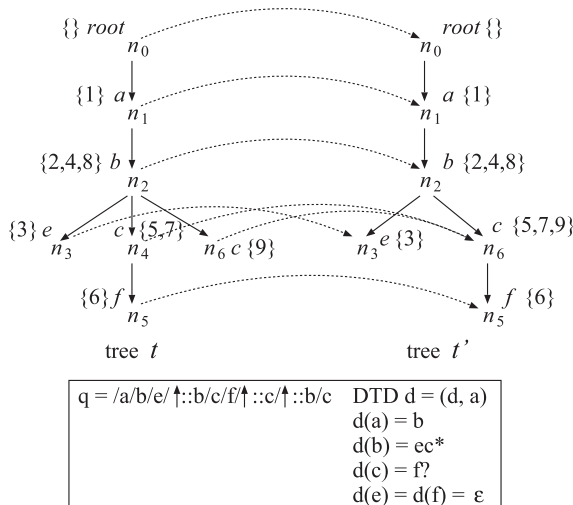 {} root root {}
n0 n0
{1} a a {1}
n1 n1
{2,4,8} b b {2,4,8}
n2 n2
{3} e c {5,7} c {9} e {3} c {5,7,9}
n3 n4 n6 n3 n6
{6} f f {6}
n5 n5
tree t tree t’
q = /a/b/e/↑::b/c/f/↑::c/↑::b/c DTD d = (d, a)
d(a) = b
d(b) = ec*
d(c) = f?
d(e) = d(f) = ε